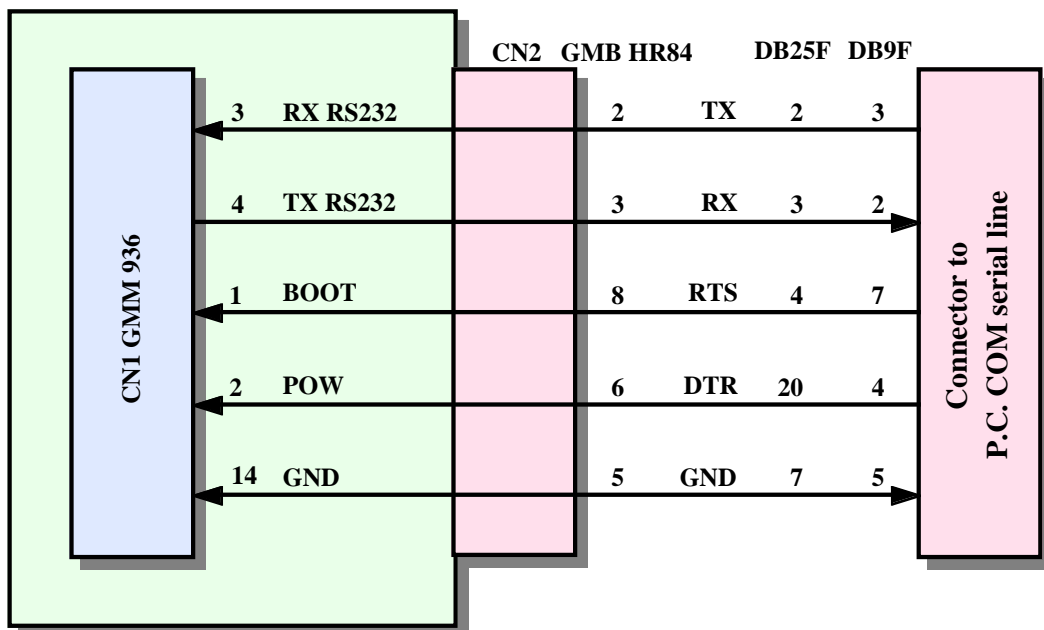 CN2 GMB HR84 DB25F DB9F
3 RX RS232 2 TX 2 3
4 TX RS232 3 RX 3 2
1 BOOT 8 RTS 4 7
2 POW 6 DTR 20 4
14 GND 5 GND 7 5
CN1 GMM 936
Connector to
P.C. COM serial line